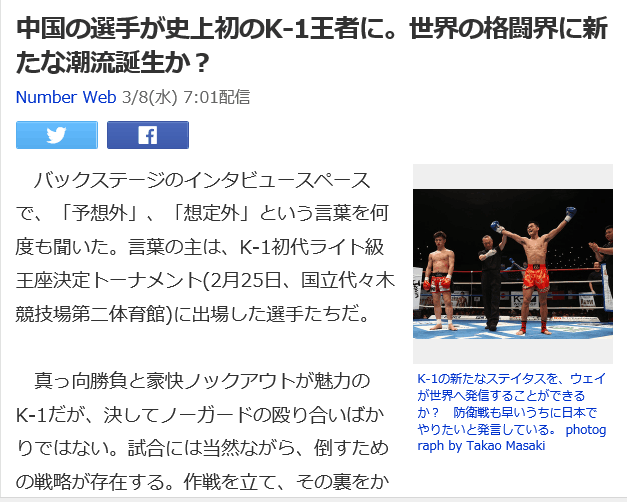 中国の選手が史上初のK-1王者に。世界の格闘界に新
たな潮流誕生か？
Number Web 3/8(水) 7:01配信
バックステージのインタビュースペース
で、「予想外」、「想定外」という言葉を何
度も聞いた。言葉の主は、K-1初代ライト級
王座決定トーナメント(2月25日、国立代々木
競技場第二体育館)に出場した選手たちだ。
真っ向勝負と豪快ノックアウトが魅力の
K-1だが、決してノーガードの殴り合いばか
りではない。試合には当然ながら、倒すため
の戦略が存在する。作戦を立て、その裏をか
K-1の新たなステイタスを、ウェイ
が世界へ発信することができる
か？　防衛戦も早いうちに日本で
やりたいと発言している。 photog
raph by Takao Masaki